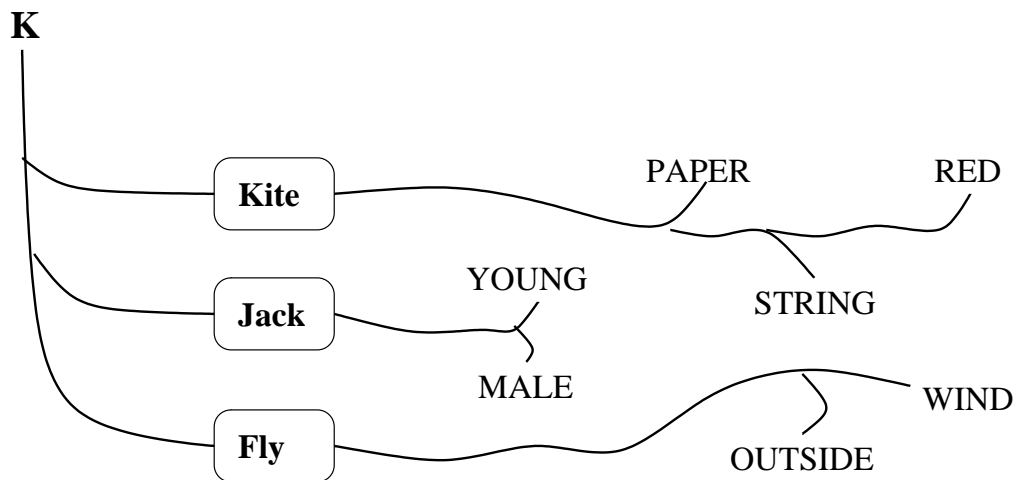 K
Kite
PAPER
RED
STRING
Jack
YOUNG
MALE
Fly
WIND
OUTSIDE